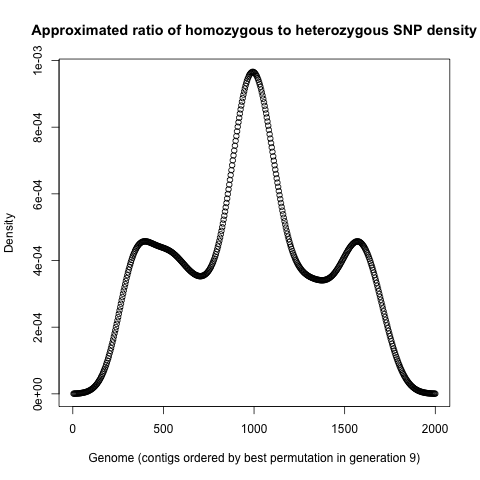 Approximated ratio of homozygous to heterozygous SNP density
1e-03
8e-04
6e-04
4e-04
2e-04
0e+00
Density
0 500 1000 1500 2000
Genome (contigs ordered by best permutation in generation 9)